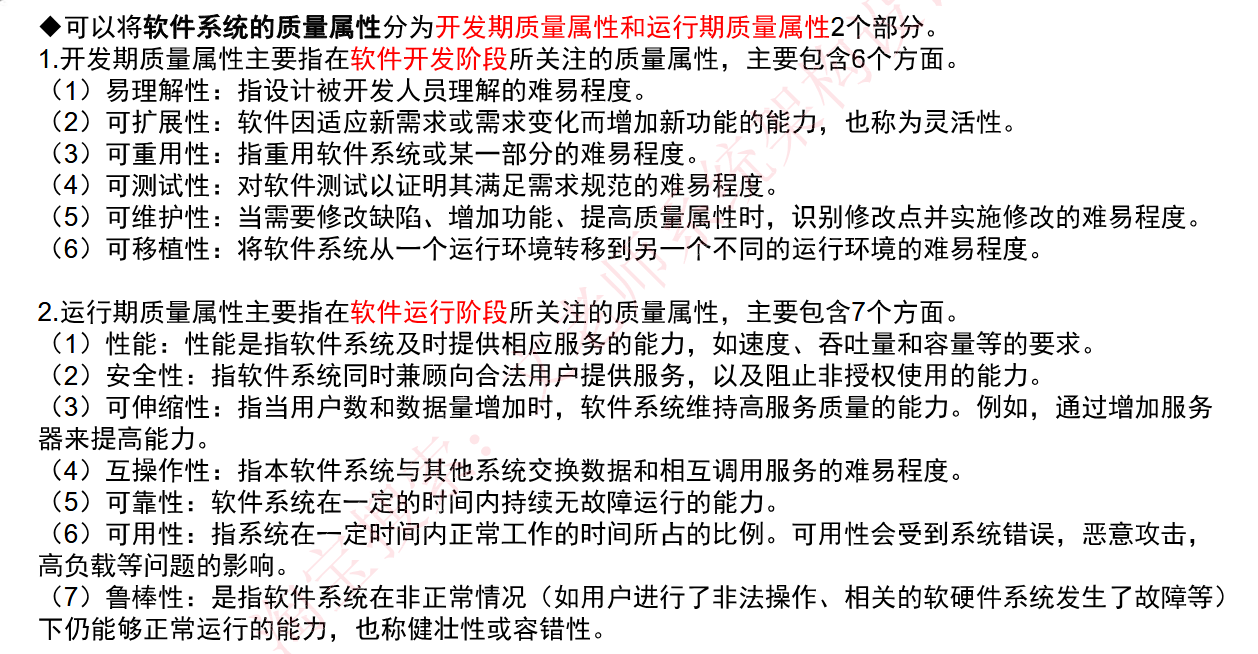 ◆可以将软件系统的质量属性分为开发期质量属性和运行期质量属性2个部分。
1.开发期质量属性主要指在软件开发阶段所关注的质量属性，主要包含6个方面。
（1）易理解性：指设计被开发人员理解的难易程度。
（2）可扩展性：软件因适应新需求或需求变化而增加新功能的能力，也称为灵活性。
（3）可重用性：指重用软件系统或某一部分的难易程度。
（4）可测试性：对软件测试以证明其满足需求规范的难易程度。
（5）可维护性：当需要修改缺陷、增加功能、提高质量属性时，识别修改点并实施修改的难易程度。
（6）可移植性：将软件系统从一个运行环境转移到另一个不同的运行环境的难易程度。
2.运行期质量属性主要指在软件运行阶段所关注的质量属性，主要包含7个方面。
（1）性能：性能是指软件系统及时提供相应服务的能力，如速度、吞吐量和容量等的要求。
（2）安全性：指软件系统同时兼顾向合法用户提供服务，以及阻止非授权使用的能力。
（3）可伸缩性：指当用户数和数据量增加时，软件系统维持高服务质量的能力。例如，通过增加服务
器来提高能力。
（4）互操作性：指本软件系统与其他系统交换数据和相互调用服务的难易程度。
（5）可靠性：软件系统在一定的时间内持续无故障运行的能力。
（6）可用性：指系统在一定时间内正常工作的时间所占的比例。可用性会受到系统错误，恶意攻击，
高负载等问题的影响。
（7）鲁棒性：是指软件系统在非正常情况（如用户进行了非法操作、相关的软硬件系统发生了故障等）
下仍能够正常运行的能力，也称健壮性或容错性。
淘宝搜索：
老师系统架构设